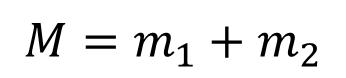 M = m₁ + m₂